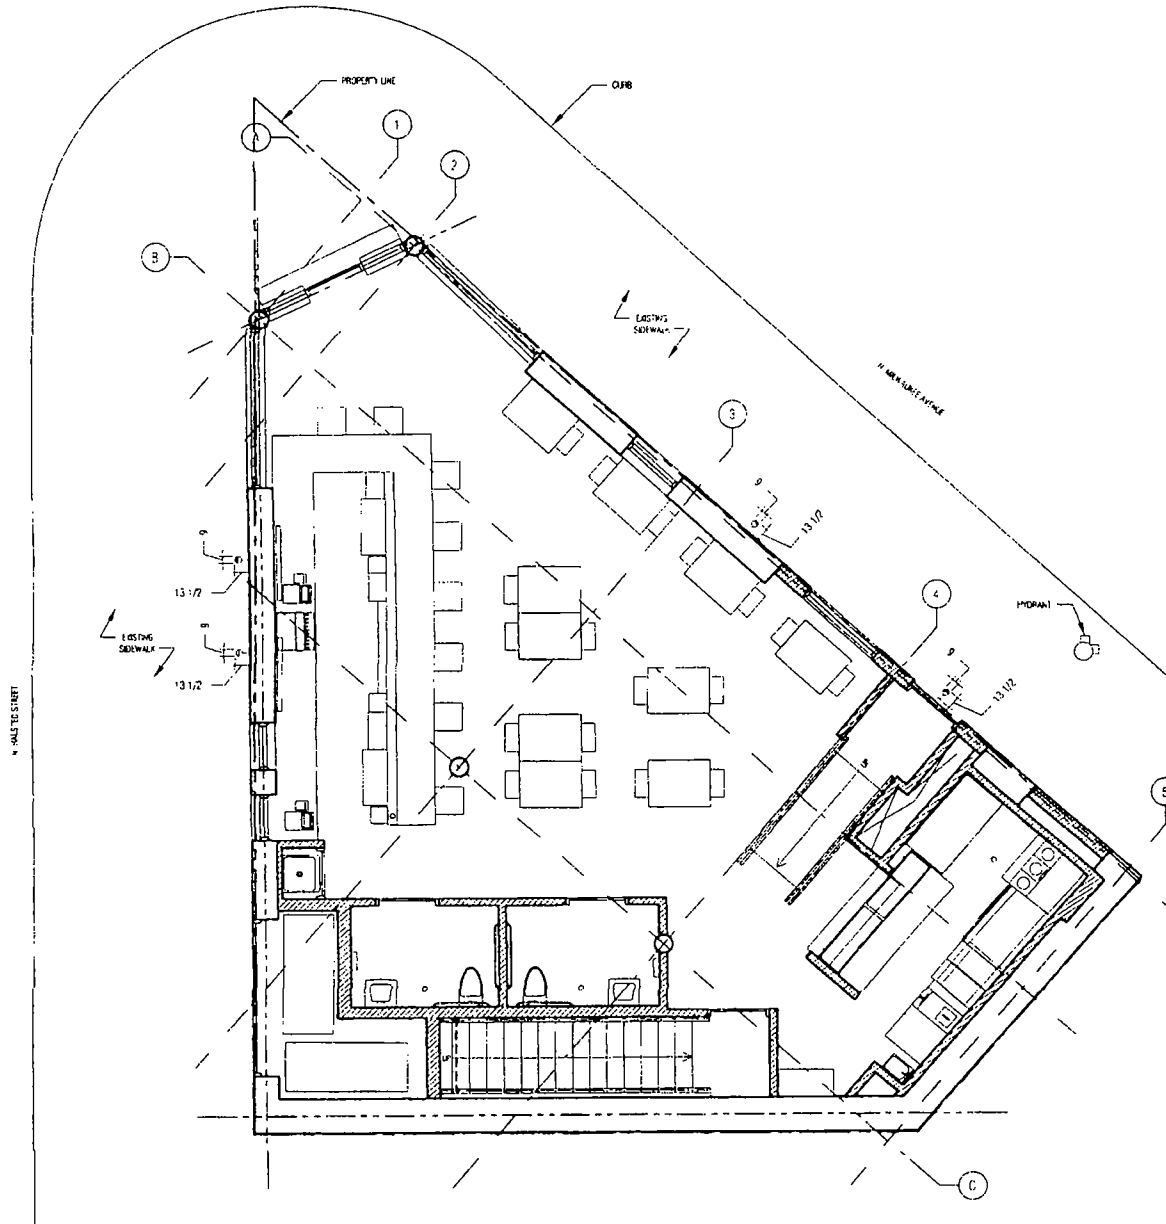 PROPERTY LINE
CURB
A
1
2
B
EXISTING
SIDEWALK
N MILWAUKEE AVENUE
3
9
13 1/2
9
13 1/2
9
13 1/2
EXISTING
SIDEWALK
4
9
13 1/2
HYDRANT
N HALSTED STREET
5
C